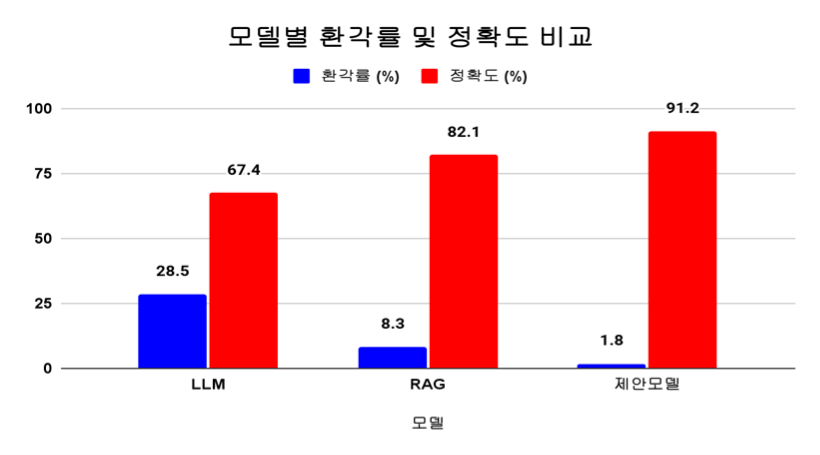 모델별 환각률 및 정확도 비교
환각률 (%) 정확도 (%)
100
75
50
25
0
28.5
67.4
8.3
82.1
1.8
91.2
LLM RAG 제안모델
모델